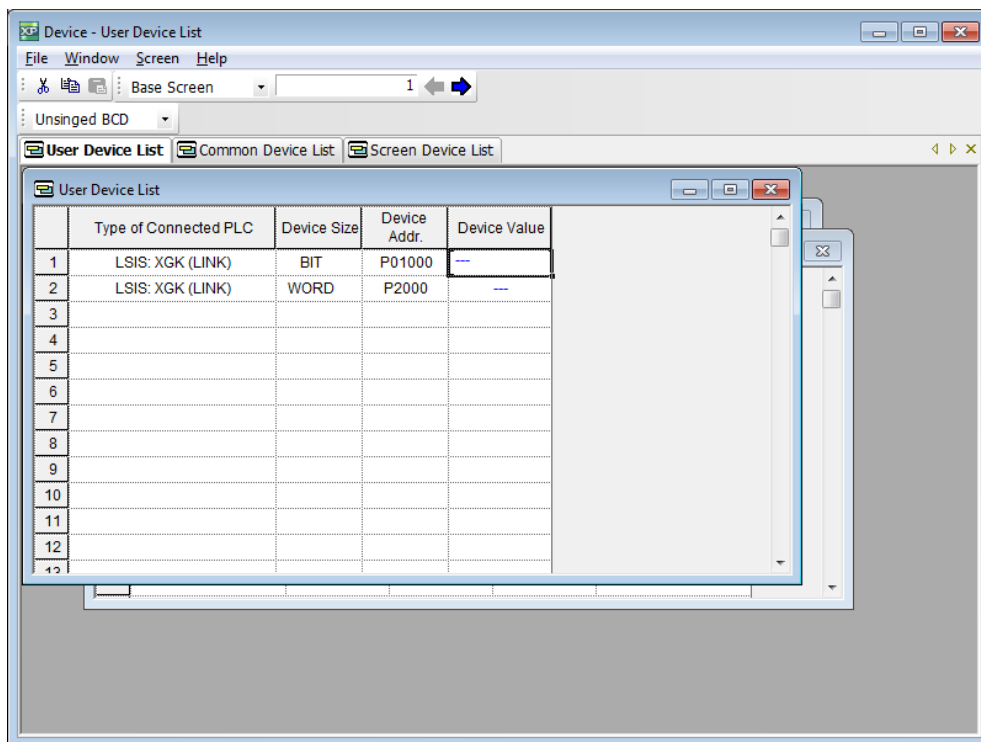 XP Device - User Device List
File Window Screen Help
Base Screen 1
Unsinged BCD
User Device List Common Device List Screen Device List
User Device List
Type of Connected PLC Device Size Device Addr. Device Value
1 LSIS: XGK (LINK) BIT P01000 ---
2 LSIS: XGK (LINK) WORD P2000 ---
3
4
5
6
7
8
9
10
11
12
13